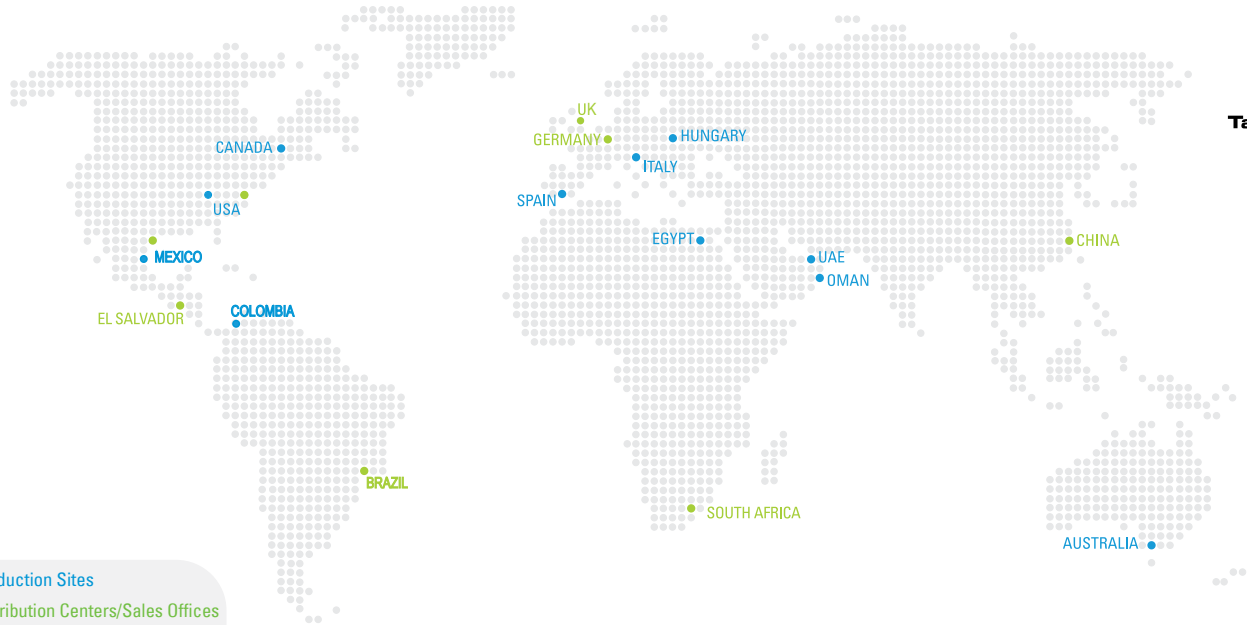 UK
Ta
GERMANY
HUNGARY
CANADA
ITALY
SPAIN
USA
EGYPT
CHINA
MEXICO
UAE
OMAN
EL SALVADOR
COLOMBIA
BRAZIL
SOUTH AFRICA
AUSTRALIA
duction Sites
ribution Centers/Sales Offices